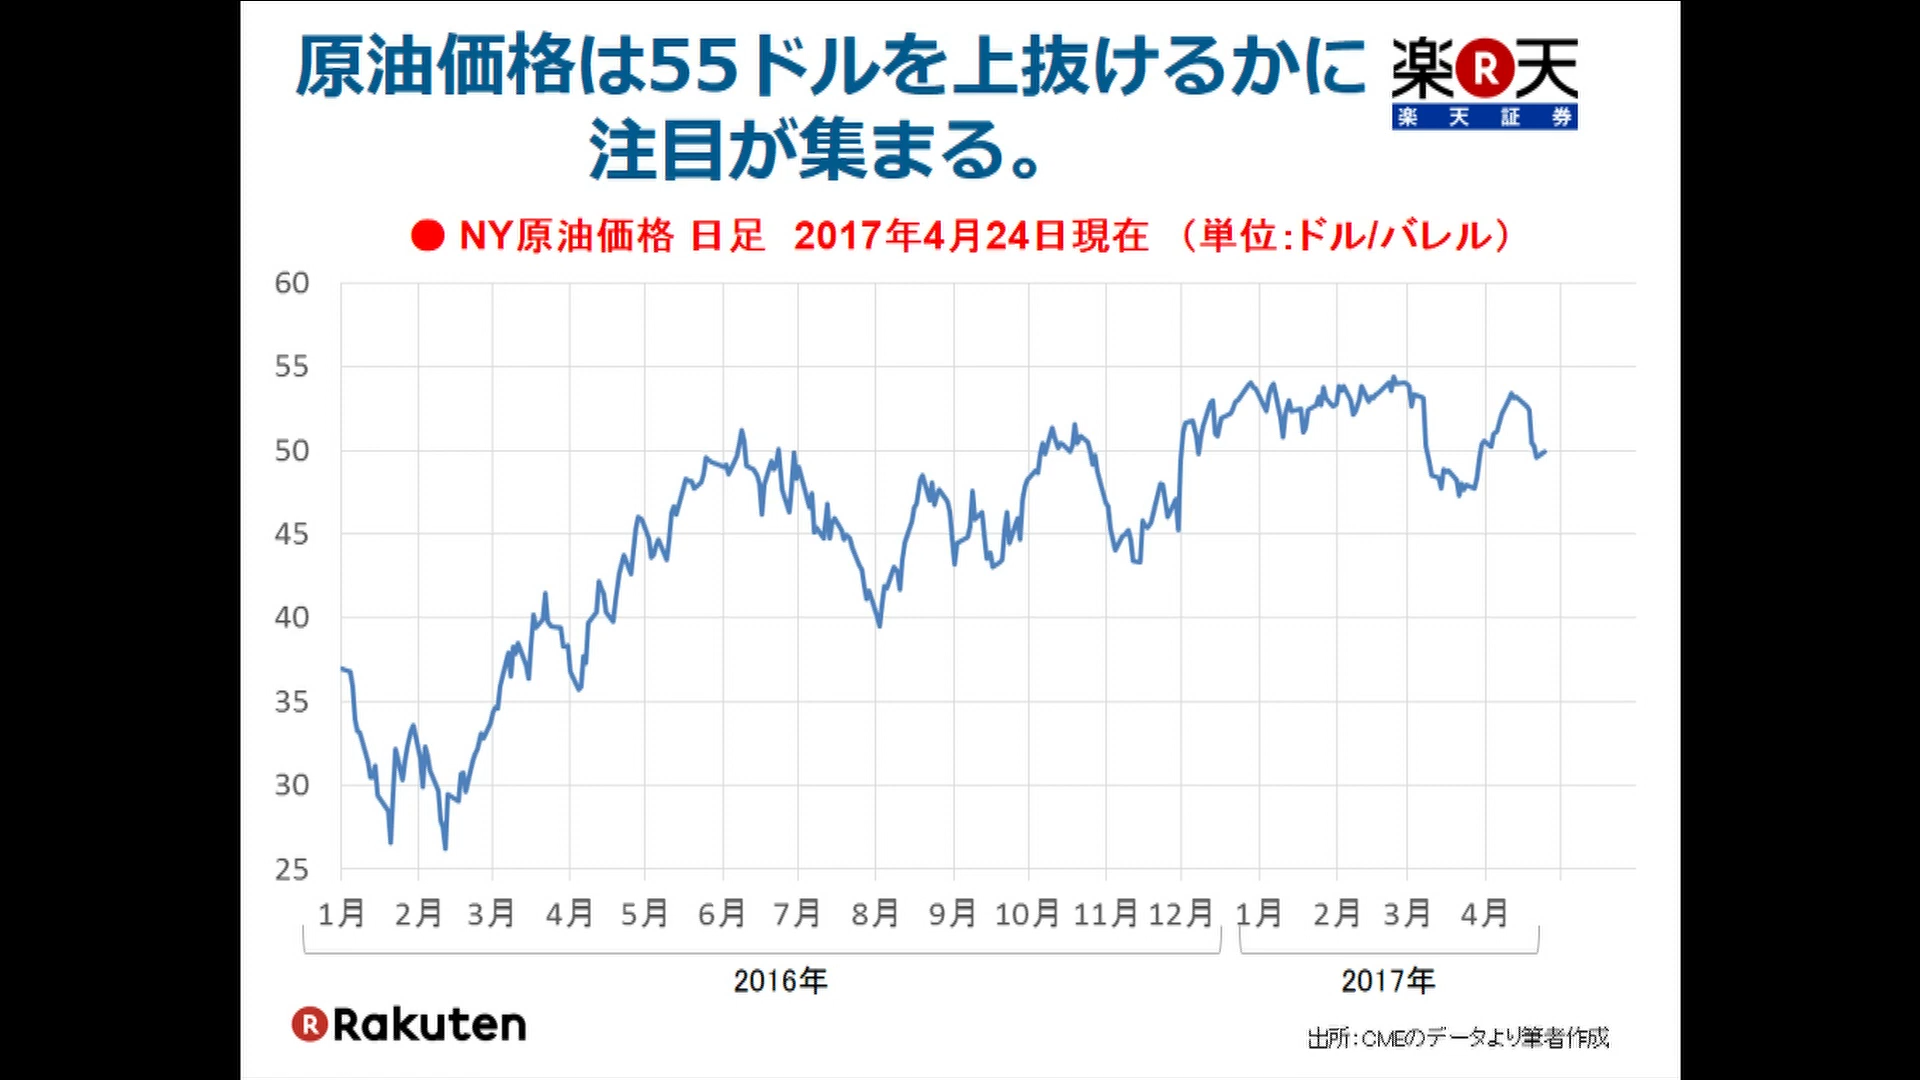 原油価格は55ドルを上抜けるかに
注目が集まる。
楽R天
楽天証券
● NY原油価格 日足 2017年4月24日現在 （単位:ドル/バレル）
60
55
50
45
40
35
30
25
1月 2月 3月 4月 5月 6月 7月 8月 9月 10月 11月 12月 1月 2月 3月 4月
2016年 2017年
R Rakuten
出所：CMEのデータより筆者作成